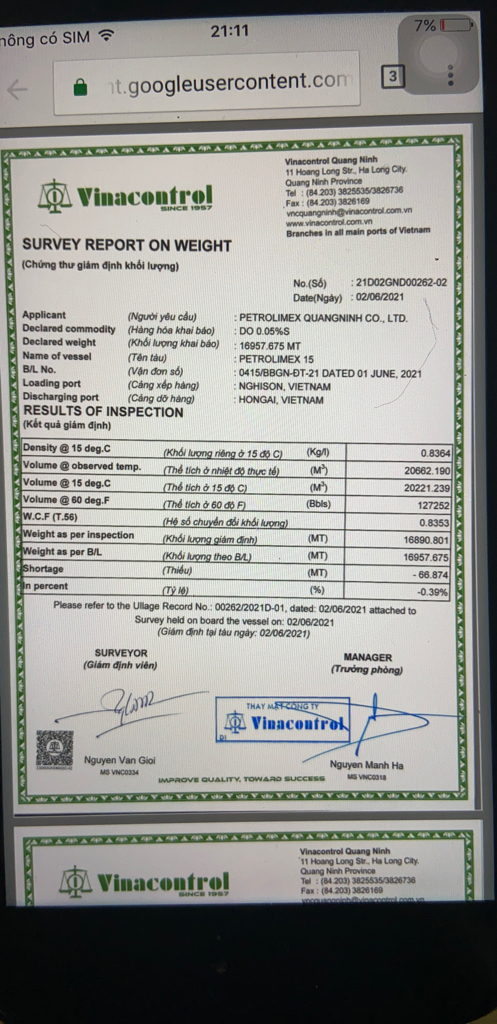 nông có SIM
21:11
7%
nt.googleusercontent.com
3
Vinacontrol
SINCE 1957
Vinacontrol Quang Ninh
11 Hoang Long Str., Ha Long City.
Quang Ninh Province
Tel : (84.203) 3825535/3826736
Fax : (84.203) 3826169
vncquangninh@vinacontrol.com.vn
www.vinacontrol.com.vn
Branches in all main ports of Vietnam
SURVEY REPORT ON WEIGHT
(Chứng thư giám định khối lượng)
No.(Số) : 21D02GND00262-02
Date(Ngày) : 02/06/2021
Applicant (Người yêu cầu) : PETROLIMEX QUANGNINH CO., LTD.
Declared commodity (Hàng hóa khai báo) : DO 0.05%S
Declared weight (Khối lượng khai báo) : 16957.675 MT
Name of vessel (Tên tàu) : PETROLIMEX 15
B/L No. (Vận đơn số) : 0415/BBGN-ĐT-21 DATED 01 JUNE, 2021
Loading port (Cảng xếp hàng) : NGHISON, VIETNAM
Discharging port (Cảng dỡ hàng) : HONGAI, VIETNAM
RESULTS OF INSPECTION
(Kết quả giám định)
Density @ 15 deg.C (Khối lượng riêng ở 15 độ C) (Kg/l) 0.8364
Volume @ observed temp. (Thể tích ở nhiệt độ thực tế) (M³) 20662.190
Volume @ 15 deg.C (Thể tích ở 15 độ C) (M³) 20221.239
Volume @ 60 deg.F (Thể tích ở 60 độ F) (Bbls) 127252
W.C.F (T.56) (Hệ số chuyển đổi khối lượng) 0.8353
Weight as per inspection (Khối lượng giám định) (MT) 16890.801
Weight as per B/L (Khối lượng theo B/L) (MT) 16957.675
Shortage (Thiếu) (MT) - 66.874
In percent (Tỷ lệ) (%) -0.39%
Please refer to the Ullage Record No.: 00262/2021D-01, dated: 02/06/2021 attached to
Survey held on board the vessel on: 02/06/2021
(Giám định tại tàu ngày: 02/06/2021)
SURVEYOR
(Giám định viên)
MANAGER
(Trưởng phòng)
THAY MẶT CÔNG TY
Vinacontrol
D1
Nguyen Van Gioi
MS VNC0334
Nguyen Manh Ha
MS VNC0318
IMPROVE QUALITY, TOWARD SUCCESS
Vinacontrol
SINCE 1957
Vinacontrol Quang Ninh
11 Hoang Long Str., Ha Long City.
Quang Ninh Province
Tel : (84.203) 3825535/3826736
Fax : (84.203) 3826169
vncquangninh@vinacontrol.com.vn